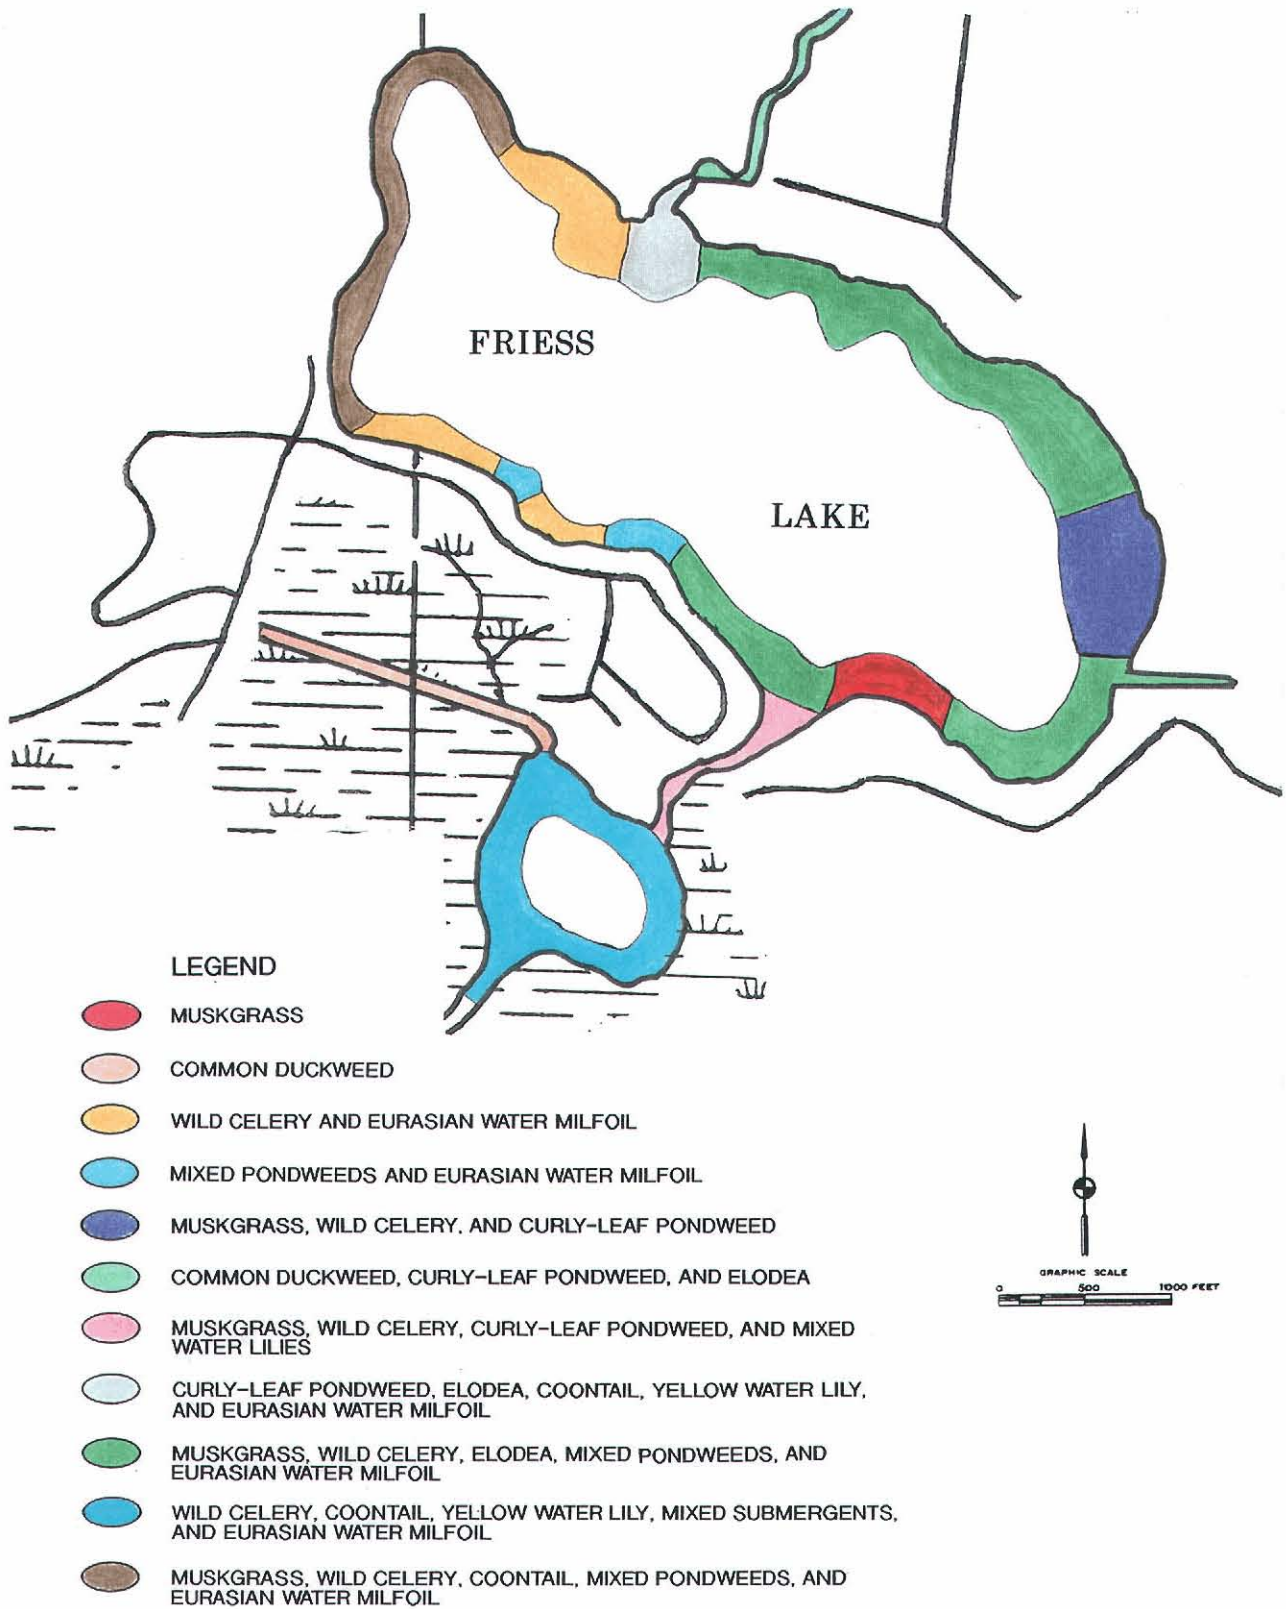 FRIESS
LAKE
LEGEND
MUSKGRASS
COMMON DUCKWEED
WILD CELERY AND EURASIAN WATER MILFOIL
MIXED PONDWEEDS AND EURASIAN WATER MILFOIL
MUSKGRASS, WILD CELERY, AND CURLY-LEAF PONDWEED
COMMON DUCKWEED, CURLY-LEAF PONDWEED, AND ELODEA
MUSKGRASS, WILD CELERY, CURLY-LEAF PONDWEED, AND MIXED
WATER LILIES
CURLY-LEAF PONDWEED, ELODEA, COONTAIL, YELLOW WATER LILY,
AND EURASIAN WATER MILFOIL
MUSKGRASS, WILD CELERY, ELODEA, MIXED PONDWEEDS, AND
EURASIAN WATER MILFOIL
WILD CELERY, COONTAIL, YELLOW WATER LILY, MIXED SUBMERGENTS,
AND EURASIAN WATER MILFOIL
MUSKGRASS, WILD CELERY, COONTAIL, MIXED PONDWEEDS, AND
EURASIAN WATER MILFOIL
GRAPHIC SCALE
0 500 1000 FEET